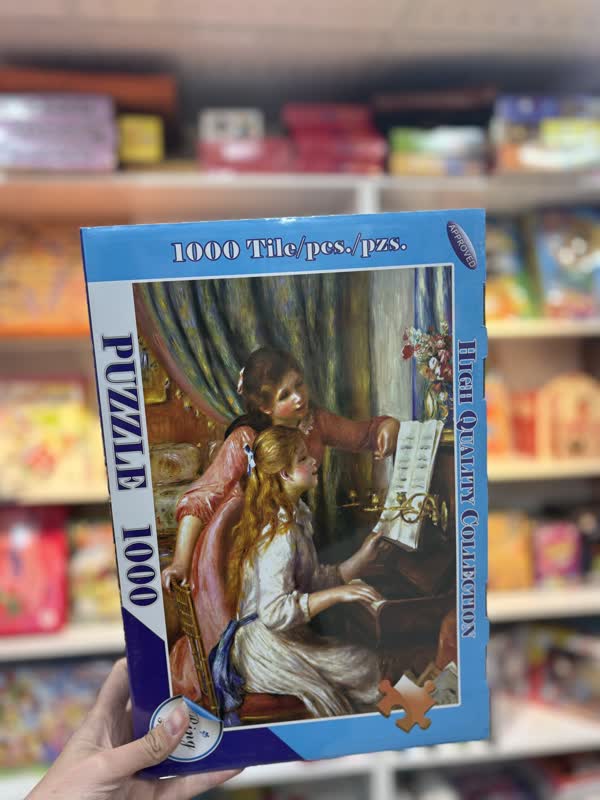 1000 Tile/pcs./pzs.
APPROVED
PUZZLE 1000
HIGH QUALITY COLLECTION